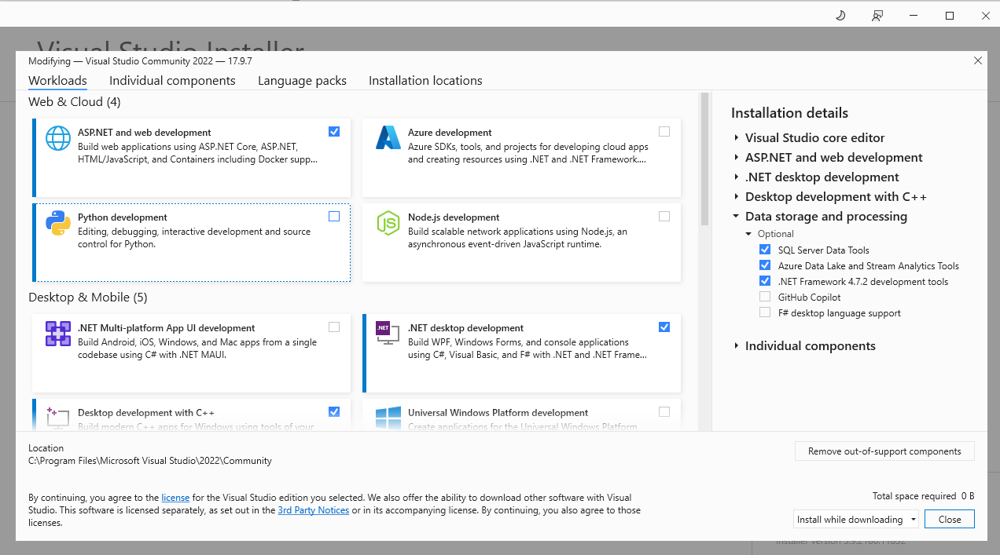 Visual Studio Installer
Modifying — Visual Studio Community 2022 — 17.9.7
Workloads Individual components Language packs Installation locations
Web & Cloud (4)
ASP.NET and web development
Build web applications using ASP.NET Core, ASP.NET,
HTML/JavaScript, and Containers including Docker supp...
Azure development
Azure SDKs, tools, and projects for developing cloud apps
and creating resources using .NET and .NET Framework....
Python development
Editing, debugging, interactive development and source
control for Python.
JS
Node.js development
Build scalable network applications using Node.js, an
asynchronous event-driven JavaScript runtime.
Desktop & Mobile (5)
.NET Multi-platform App UI development
Build Android, iOS, Windows, and Mac apps from a single
codebase using C# with .NET MAUI.
.NET
.NET desktop development
Build WPF, Windows Forms, and console applications
using C#, Visual Basic, and F# with .NET and .NET Frame...
Desktop development with C++
Build modern C++ apps for Windows using tools of your
Universal Windows Platform development
Create applications for the Universal Windows Platform
Installation details
Visual Studio core editor
ASP.NET and web development
.NET desktop development
Desktop development with C++
Data storage and processing
Optional
SQL Server Data Tools
Azure Data Lake and Stream Analytics Tools
.NET Framework 4.7.2 development tools
GitHub Copilot
F# desktop language support
Individual components
Location
C:\Program Files\Microsoft Visual Studio\2022\Community
Remove out-of-support components
By continuing, you agree to the license for the Visual Studio edition you selected. We also offer the ability to download other software with Visual
Studio. This software is licensed separately, as set out in the 3rd Party Notices or in its accompanying license. By continuing, you also agree to those
licenses.
Total space required 0 B
Install while downloading
Close
Installer version